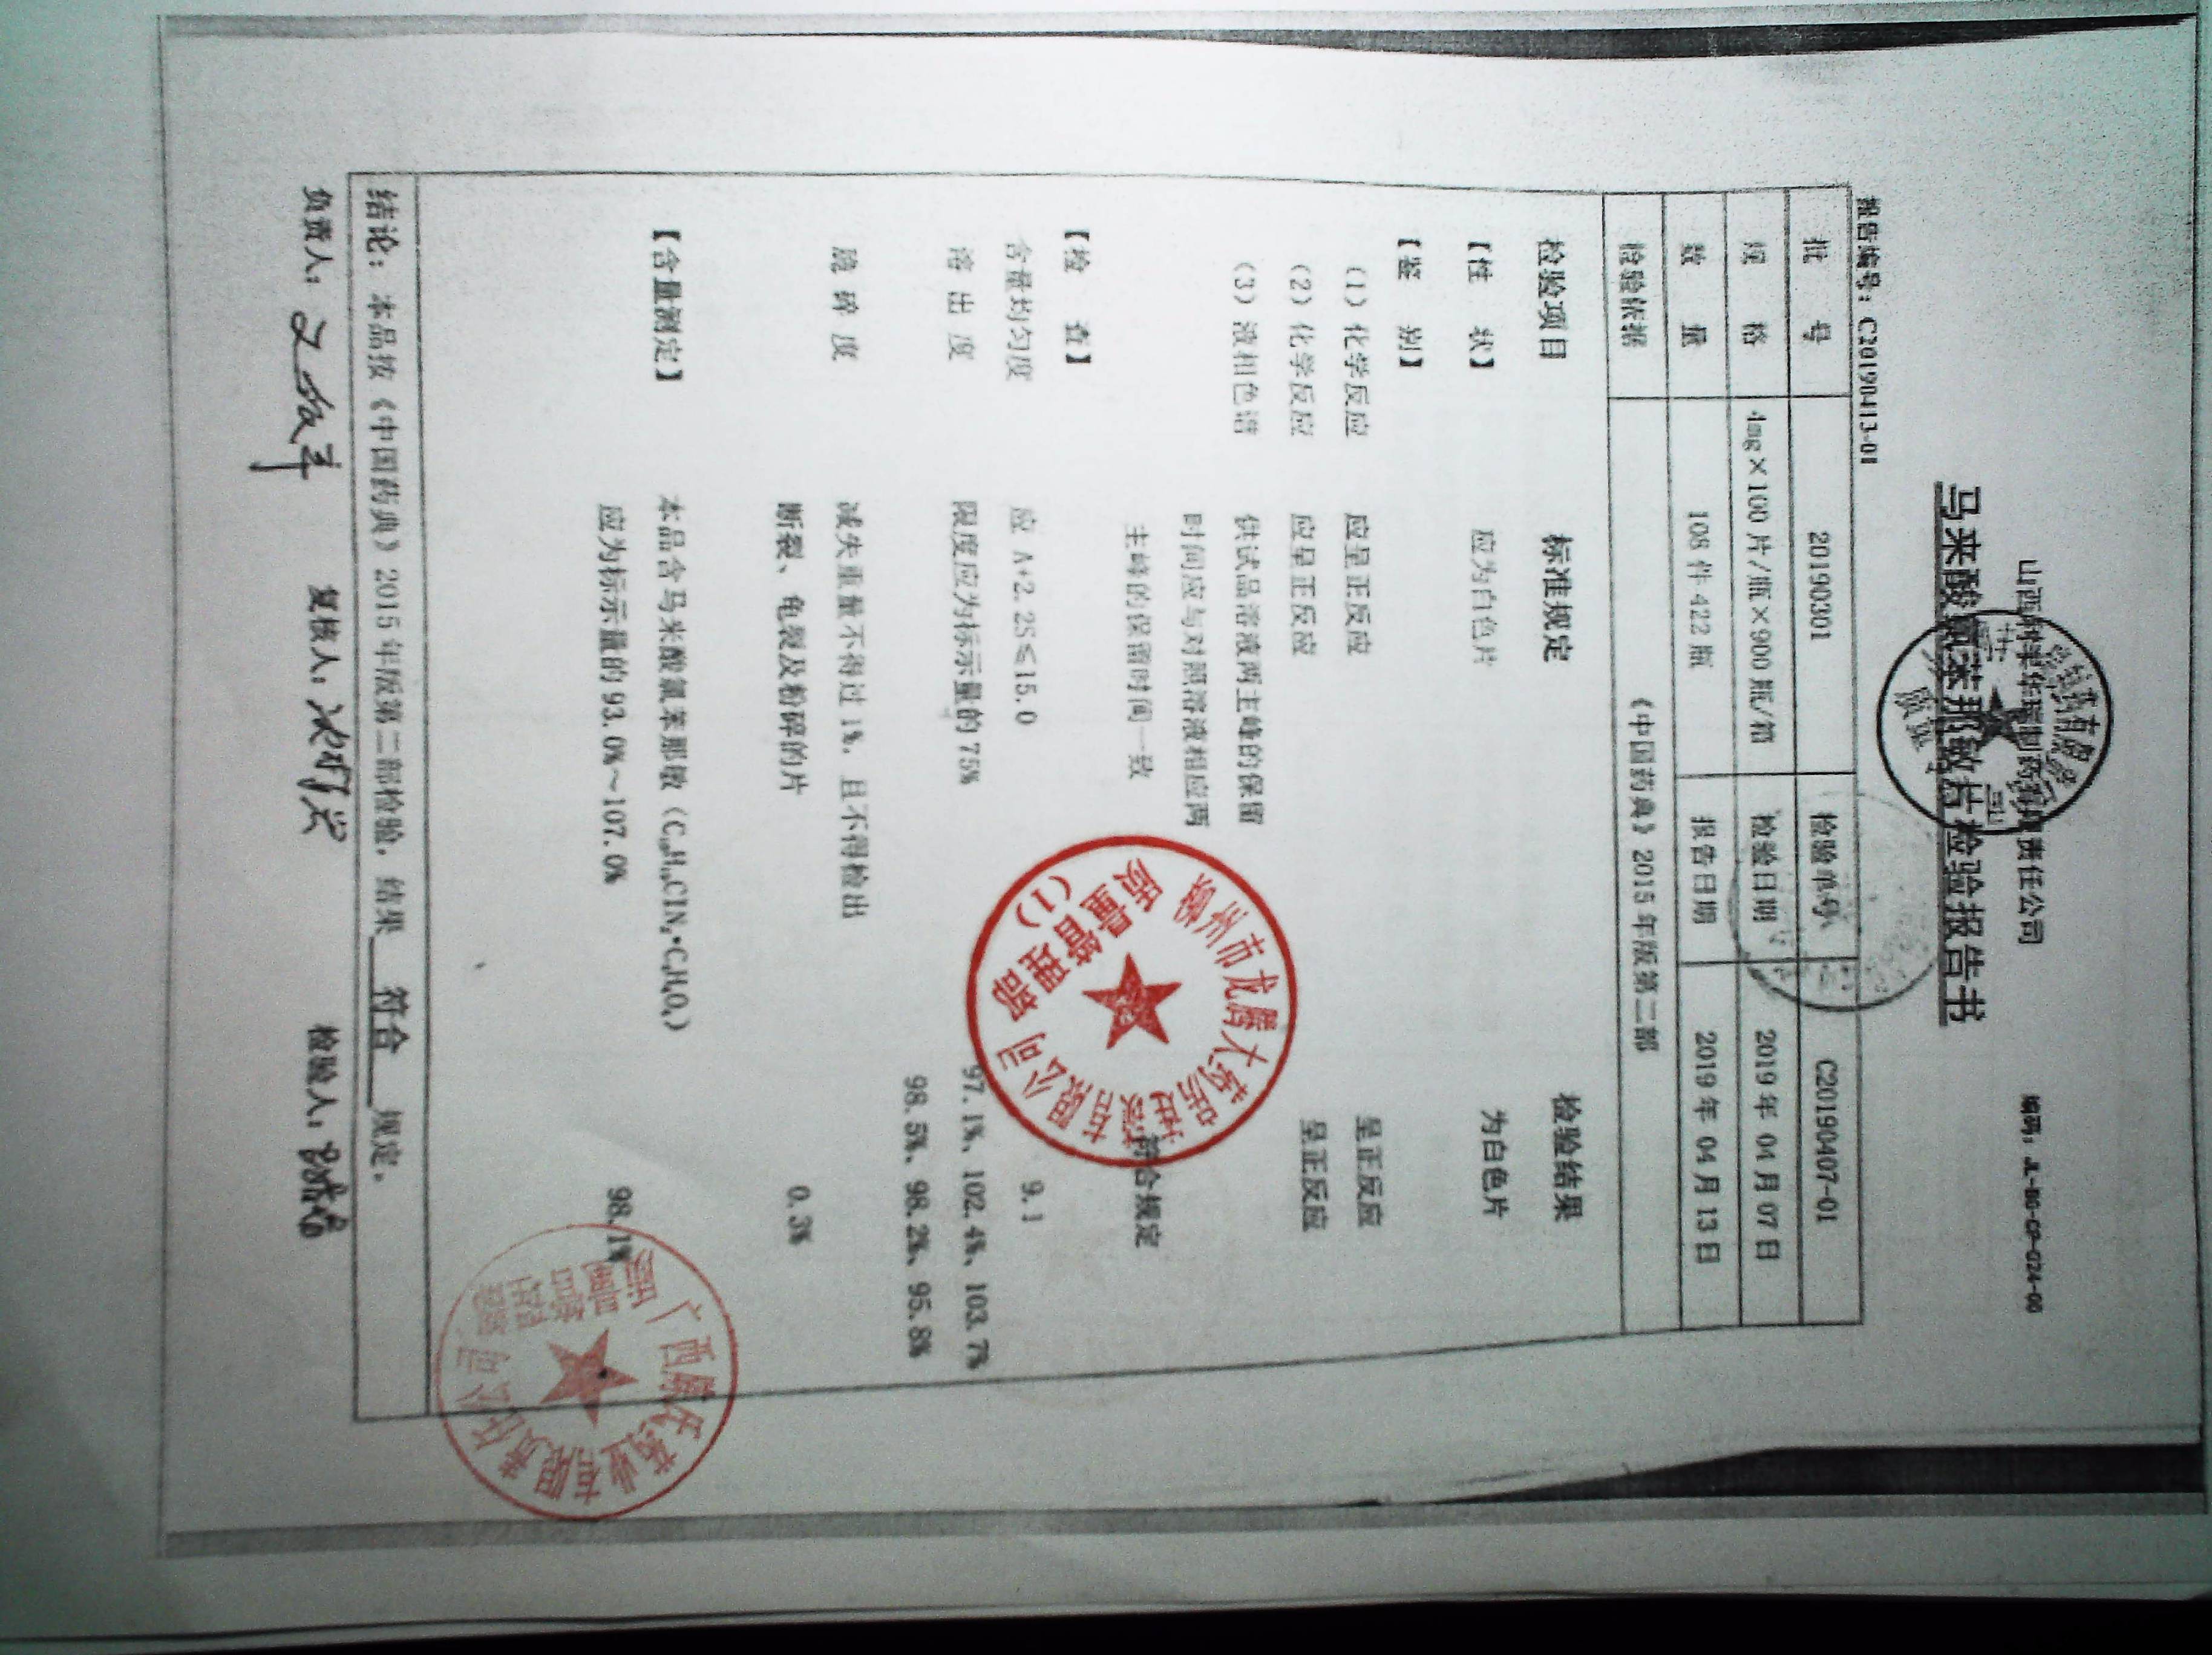 编码：JL-BG-CP-024-08
马来酸氯苯那敏片检验报告书
报告编号：C20190413-01
批 号 20190301 检验单号 C20190407-01
规 格 4mg×100片/瓶×900瓶/箱 检验日期 2019年04月07日
数 量 108件422瓶 报告日期 2019年04月13日
检验依据 《中国药典》2015年版第二部
检验项目 标准规定 检验结果
【性 状】 应为白色片 为白色片
【鉴 别】
（1）化学反应 应呈正反应 呈正反应
（2）化学反应 应呈正反应 呈正反应
（3）液相色谱 供试品溶液两主峰的保留
时间应与对照溶液相应两
主峰的保留时间一致 符合规定
【检 查】
含量均匀度 应 A+2.2S≤15.0 9.1
溶 出 度 限度应为标示量的75% 97.1%、102.4%、103.7%
98.5%、98.2%、95.8%
脆 碎 度 减失重量不得过1%，且不得检出
断裂、龟裂及粉碎的片 0.3%
【含量测定】 本品含马来酸氯苯那敏（C₁₆H₁₉ClN₂·C₄H₄O₄）
应为标示量的93.0%～107.0% 98.1%
结论：本品按《中国药典》2015年版第二部检验，结果 符合 规定。
负责人： 复核人： 检验人：
质量管理部
（1）